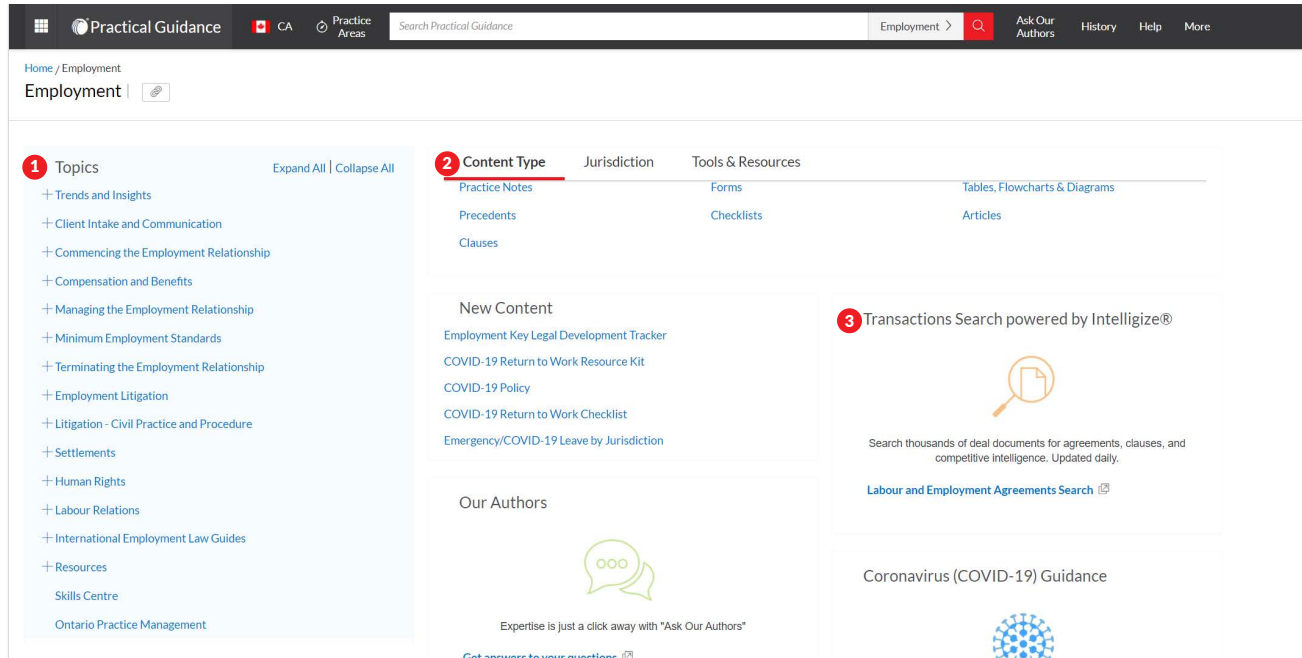 Practical Guidance
CA
Practice Areas
Search Practical Guidance
Employment >
Ask Our Authors
History
Help
More
Home / Employment
Employment
1 Topics
Expand All | Collapse All
+ Trends and Insights
+ Client Intake and Communication
+ Commencing the Employment Relationship
+ Compensation and Benefits
+ Managing the Employment Relationship
+ Minimum Employment Standards
+ Terminating the Employment Relationship
+ Employment Litigation
+ Litigation - Civil Practice and Procedure
+ Settlements
+ Human Rights
+ Labour Relations
+ International Employment Law Guides
+ Resources
Skills Centre
Ontario Practice Management
2 Content Type
Jurisdiction
Tools & Resources
Practice Notes
Forms
Tables, Flowcharts & Diagrams
Precedents
Checklists
Articles
Clauses
New Content
Employment Key Legal Development Tracker
COVID-19 Return to Work Resource Kit
COVID-19 Policy
COVID-19 Return to Work Checklist
Emergency/COVID-19 Leave by Jurisdiction
Our Authors
Expertise is just a click away with "Ask Our Authors"
Get answers to your questions
3 Transactions Search powered by Intelligize®
Search thousands of deal documents for agreements, clauses, and
competitive intelligence. Updated daily.
Labour and Employment Agreements Search
Coronavirus (COVID-19) Guidance